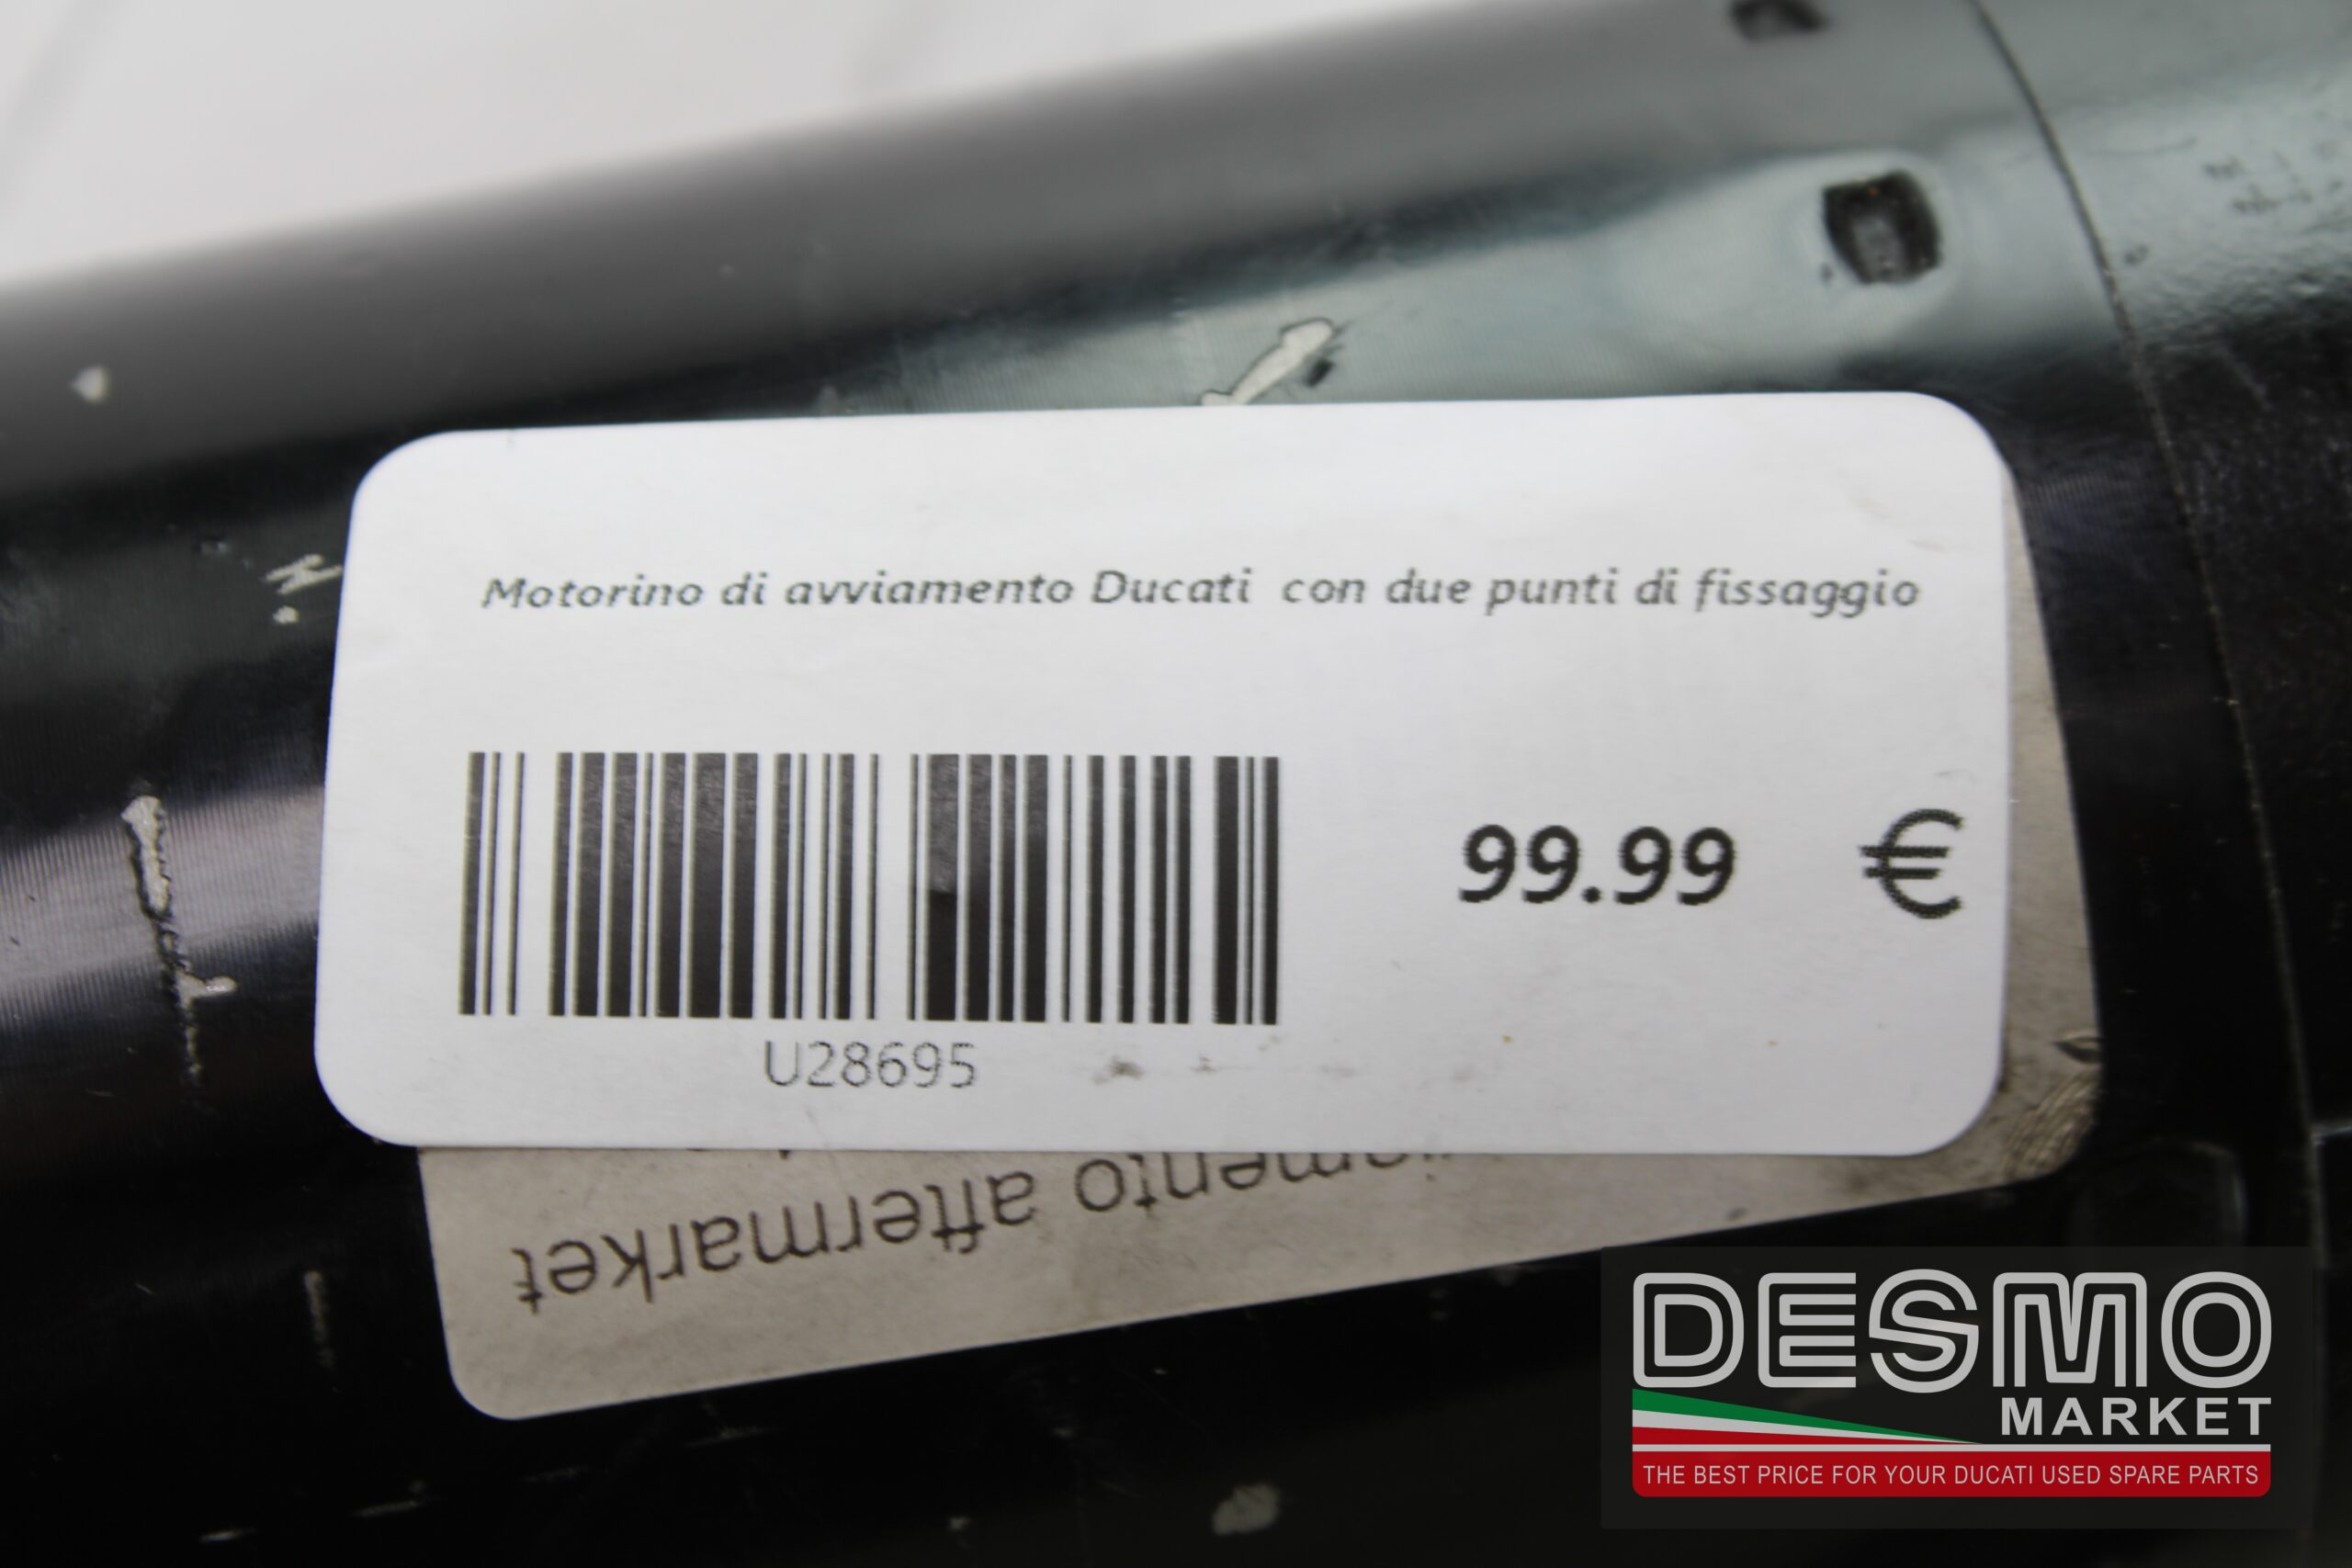 Motorino di avviamento Ducati con due punti di fissaggio
99.99 €
U28695
aftermarket
DESMO
MARKET
THE BEST PRICE FOR YOUR DUCATI USED SPARE PARTS